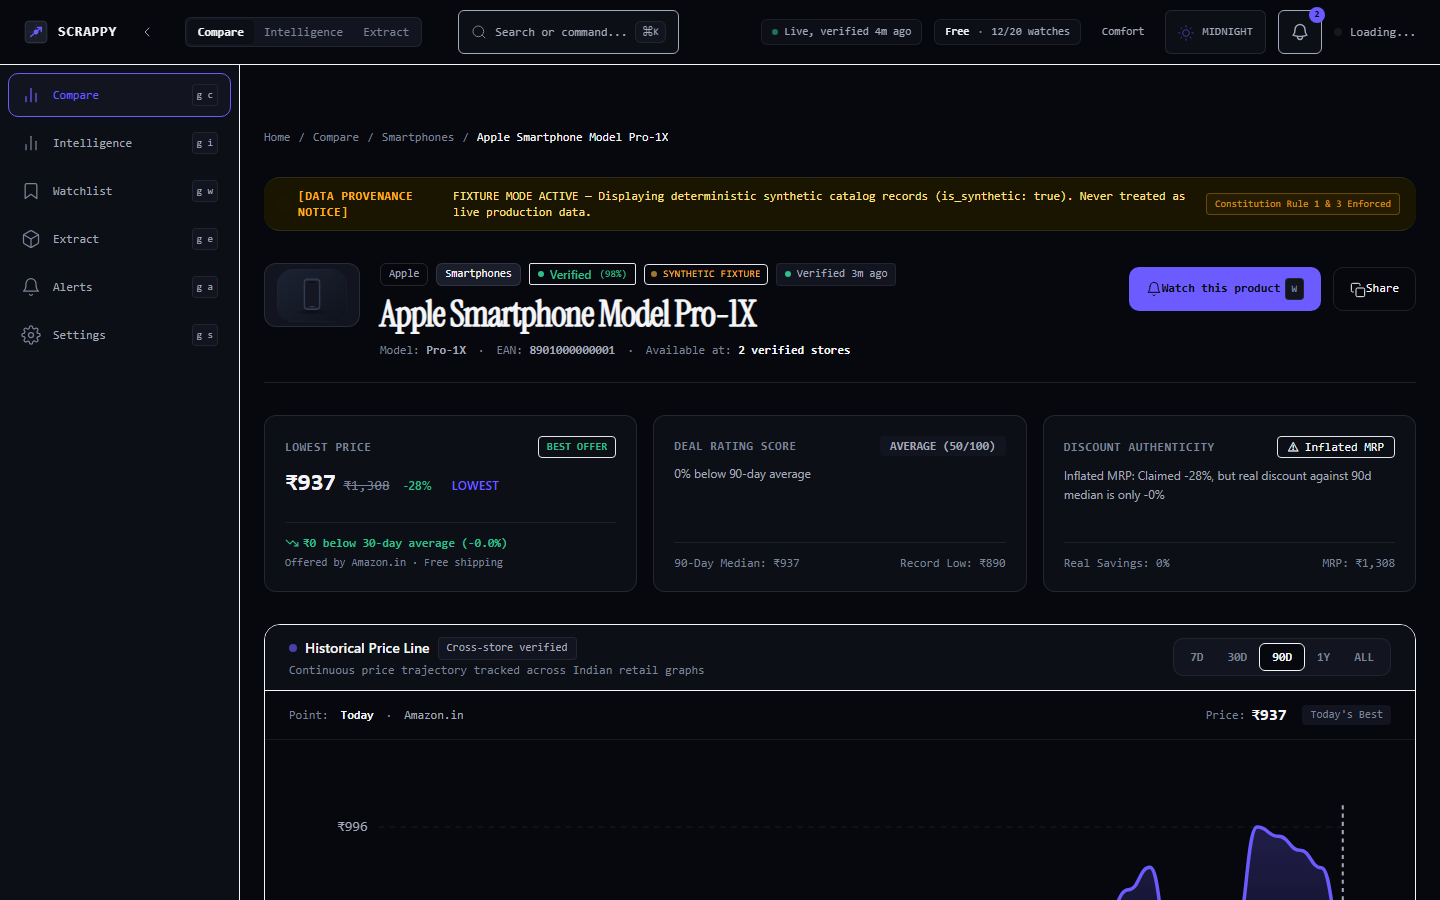 SCRAPPY
Compare Intelligence Extract
Search or command... ⌘K
Live, verified 4m ago
Free · 12/20 watches
Comfort
MIDNIGHT
2
Loading...
Compare g c
Intelligence g i
Watchlist g w
Extract g e
Alerts g a
Settings g s
Home / Compare / Smartphones / Apple Smartphone Model Pro-1X
[DATA PROVENANCE
NOTICE]
FIXTURE MODE ACTIVE — Displaying deterministic synthetic catalog records (is_synthetic: true). Never treated as
live production data.
Constitution Rule 1 & 3 Enforced
Apple Smartphones Verified (98%) SYNTHETIC FIXTURE Verified 3m ago
Apple Smartphone Model Pro-1X
Model: Pro-1X · EAN: 8901000000001 · Available at: 2 verified stores
Watch this product W
Share
LOWEST PRICE BEST OFFER
₹937 ₹1,308 -28% LOWEST
₹0 below 30-day average (-0.0%)
Offered by Amazon.in · Free shipping
DEAL RATING SCORE AVERAGE (50/100)
0% below 90-day average
90-Day Median: ₹937 Record Low: ₹890
DISCOUNT AUTHENTICITY ⚠ Inflated MRP
Inflated MRP: Claimed -28%, but real discount against 90d
median is only -0%
Real Savings: 0% MRP: ₹1,308
Historical Price Line Cross-store verified
Continuous price trajectory tracked across Indian retail graphs
7D 30D 90D 1Y ALL
Point: Today · Amazon.in
Price: ₹937 Today's Best
₹996